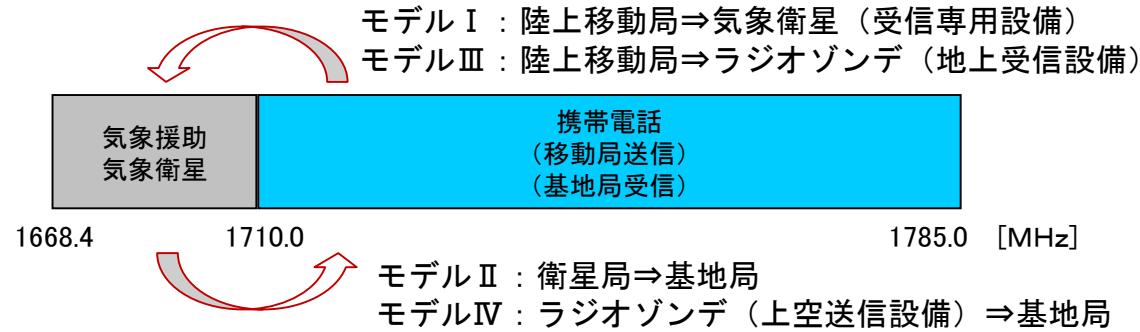 モデルⅠ：陸上移動局⇒気象衛星（受信専用設備）
モデルⅢ：陸上移動局⇒ラジオゾンデ（地上受信設備）
気象援助
気象衛星
携帯電話
（移動局送信）
（基地局受信）
1668.4 1710.0 1785.0 [MHz]
モデルⅡ：衛星局⇒基地局
モデルⅣ：ラジオゾンデ（上空送信設備）⇒基地局